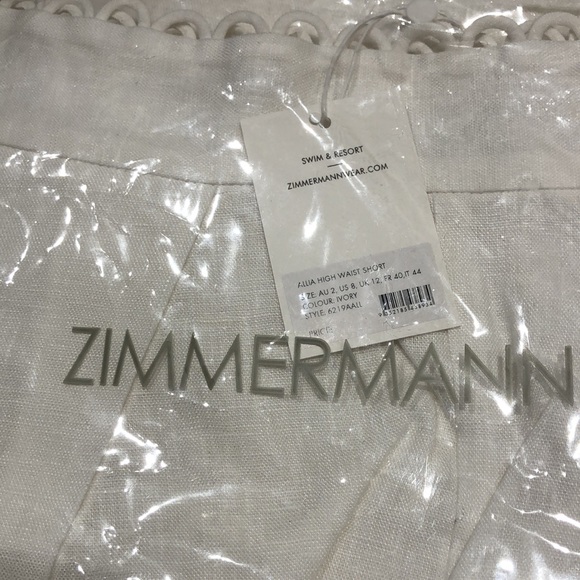 SWIM & RESORT
ZIMMERMANNWEAR.COM
ALLIA HIGH WAIST SHORT
SIZE: AU 2, US 8, UK 12, FR 40, IT 44
COLOUR: IVORY
STYLE: 6219AALL
PRICE:
ZIMMERMANN